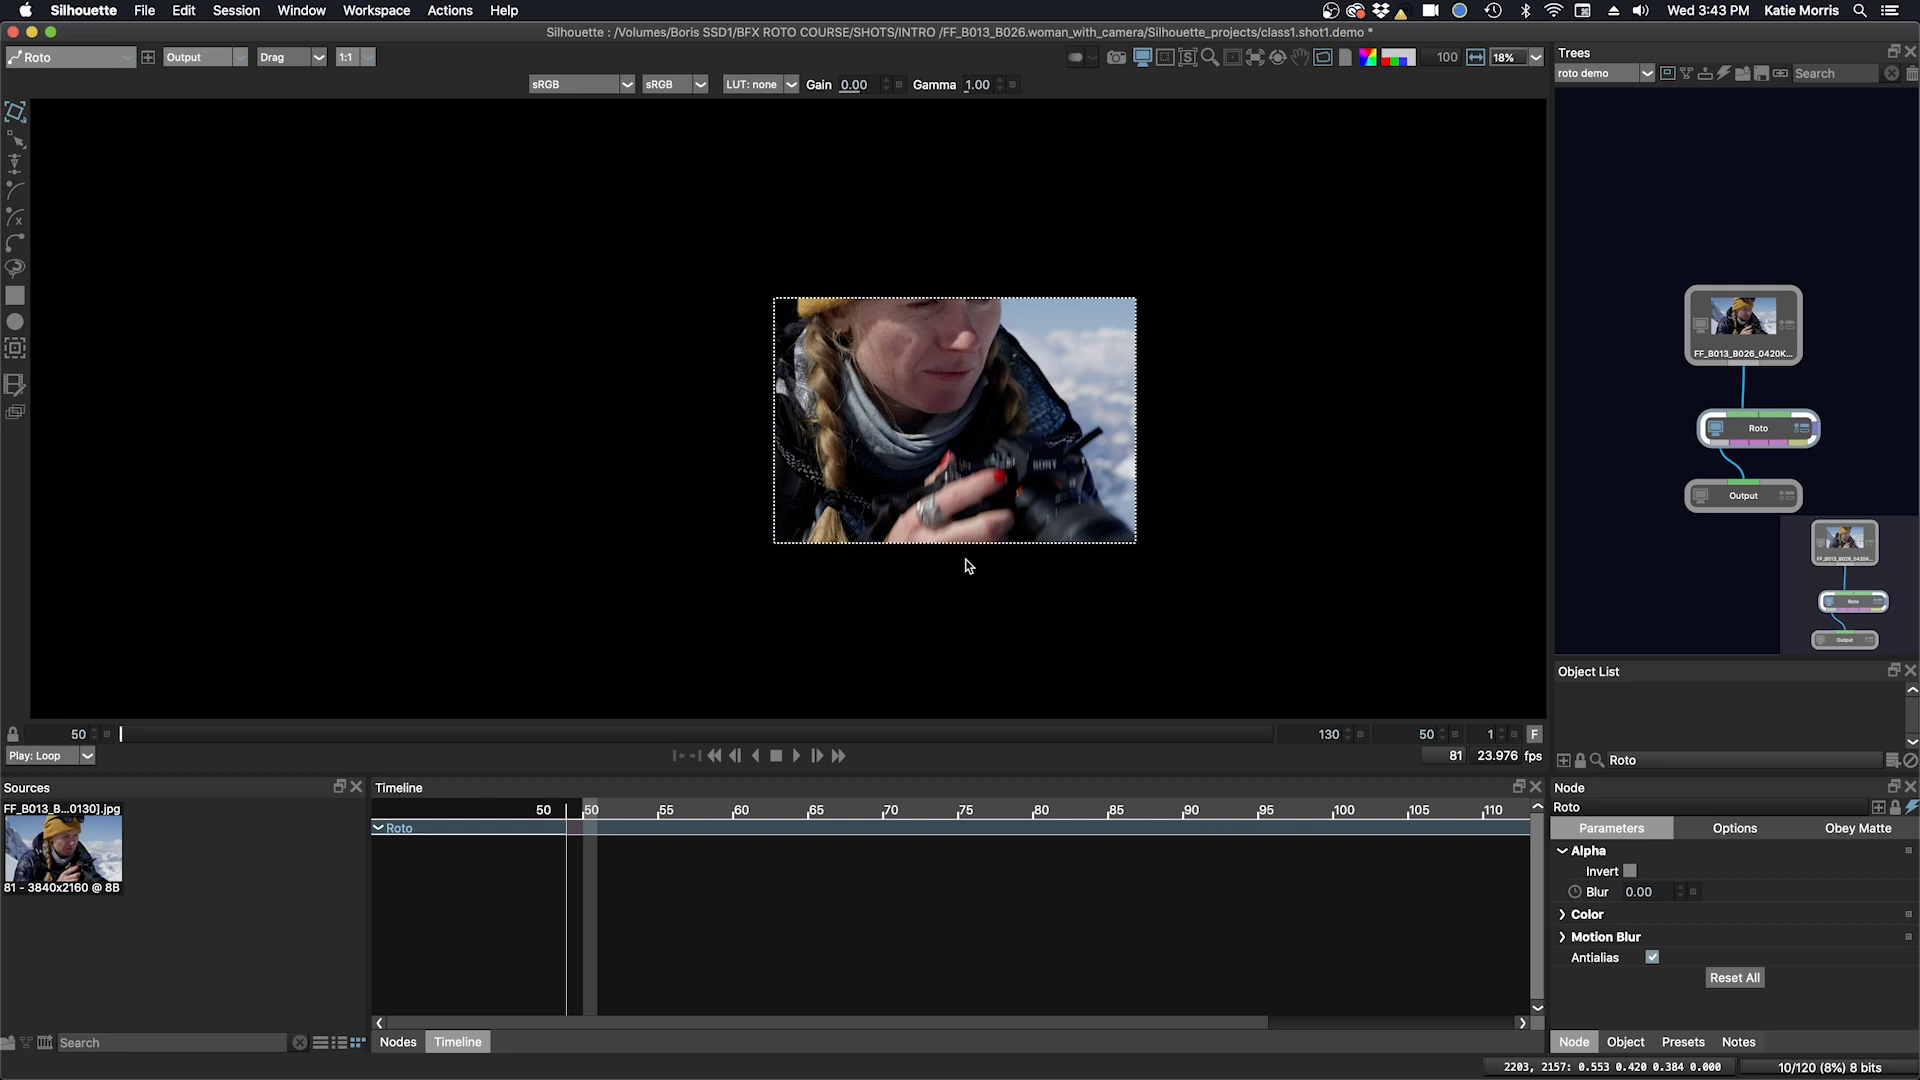 Silhouette File Edit Session Window Workspace Actions Help Wed 3:43 PM Katie Morris
Silhouette : /Volumes/Boris SSD1/BFX ROTO COURSE/SHOTS/INTRO /FF_B013_B026.woman_with_camera/Silhouette_projects/class1.shot1.demo *
Trees
Roto Output Drag 1:1 100 18%
roto demo Search
sRGB sRGB LUT: none Gain 0.00 Gamma 1.00
SONY
FF_B013_B026_0420K...
Roto
Output
FF_B013_B026_0420K...
Roto
Output
Object List
50 130 50 1 F
Play: Loop 81 23.976 fps
Roto
Sources Timeline Node
FF_B013_B...0130].jpg
50 50 55 60 65 70 75 80 85 90 95 100 105 110
Roto
Roto
Parameters Options Obey Matte
Alpha
Invert
Blur 0.00
81 - 3840x2160 @ 8B
Color
Motion Blur
Antialias
Reset All
Search
Nodes Timeline
Node Object Presets Notes
2203, 2157: 0.553 0.420 0.384 0.000 10/120 (8%) 8 bits